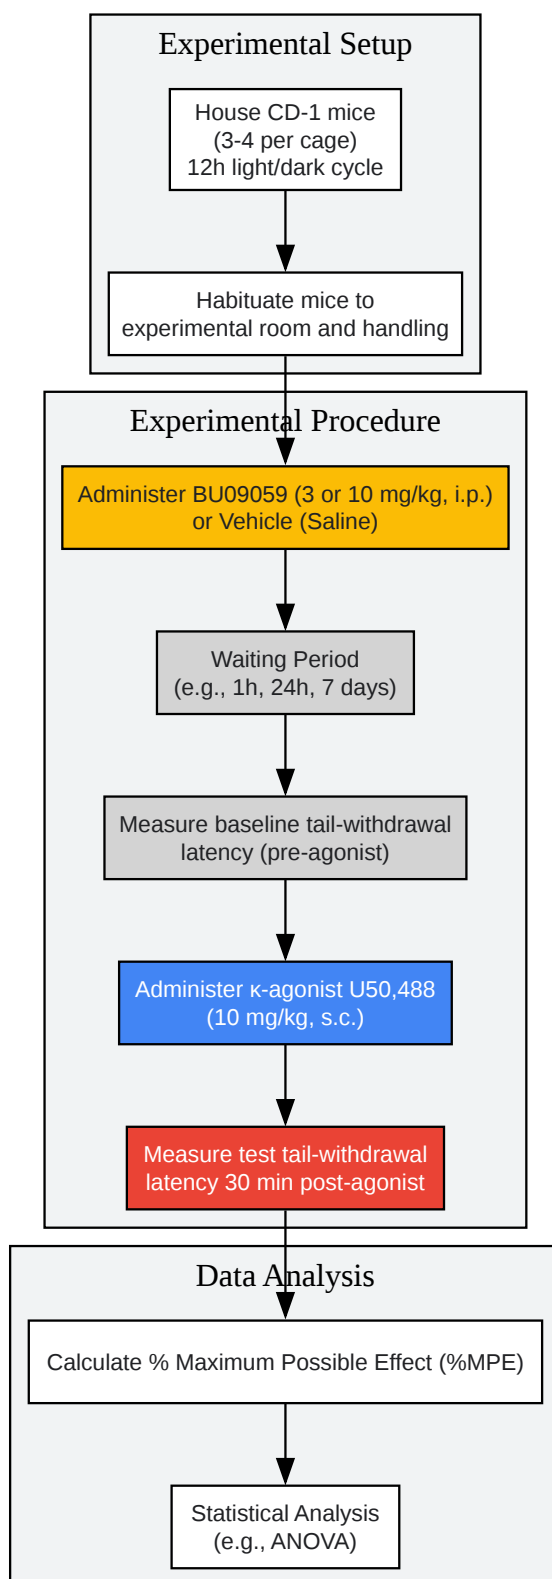 Experimental Setup
House CD-1 mice
(3-4 per cage)
12h light/dark cycle
Habituate mice to
experimental room and handling
Experimental Procedure
Administer BU09059 (3 or 10 mg/kg, i.p.)
or Vehicle (Saline)
Waiting Period
(e.g., 1h, 24h, 7 days)
Measure baseline tail-withdrawal
latency (pre-agonist)
Administer κ-agonist U50,488
(10 mg/kg, s.c.)
Measure test tail-withdrawal
latency 30 min post-agonist
Data Analysis
Calculate % Maximum Possible Effect (%MPE)
Statistical Analysis
(e.g., ANOVA)